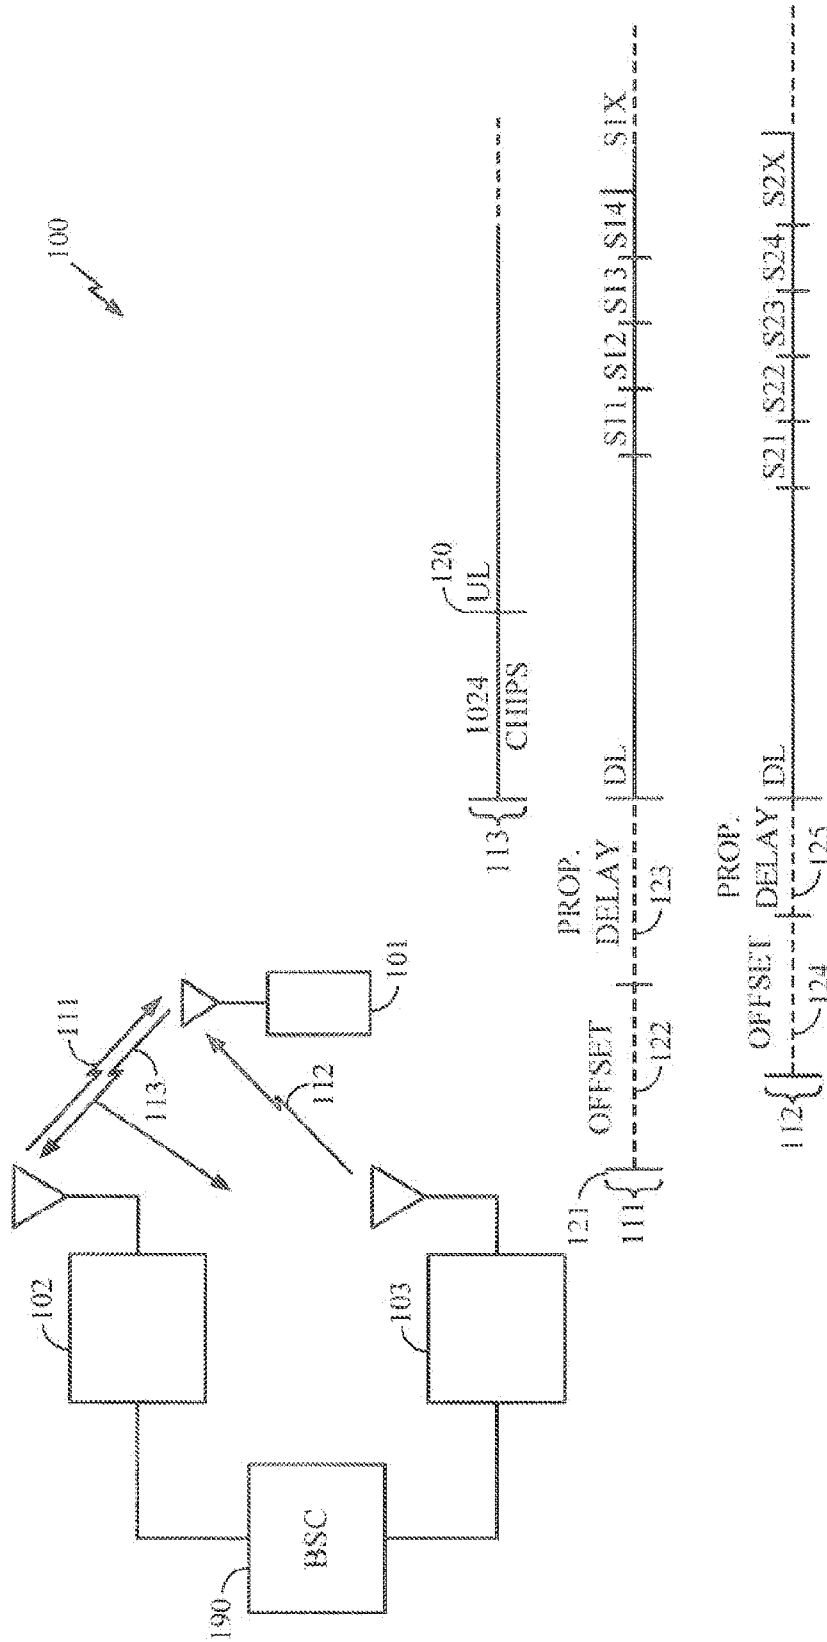 100
190
BSC
102
103
111
113
112
101
113
1024
CHIPS
120
UL
121
111
OFFSET
122
PROP.
DELAY
123
DL
S11
S12
S13
S14
S1X
112
OFFSET
124
PROP.
DELAY
125
DL
S21
S22
S23
S24
S2X